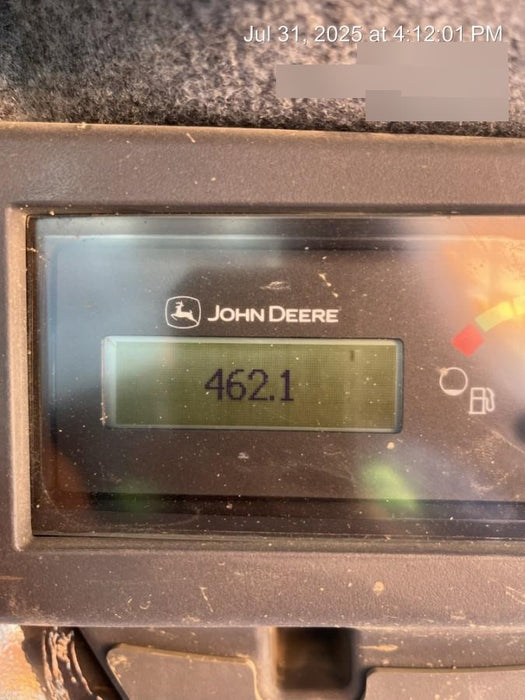 Jul 31, 2025 at 4:12:01 PM
JOHN DEERE
462.1